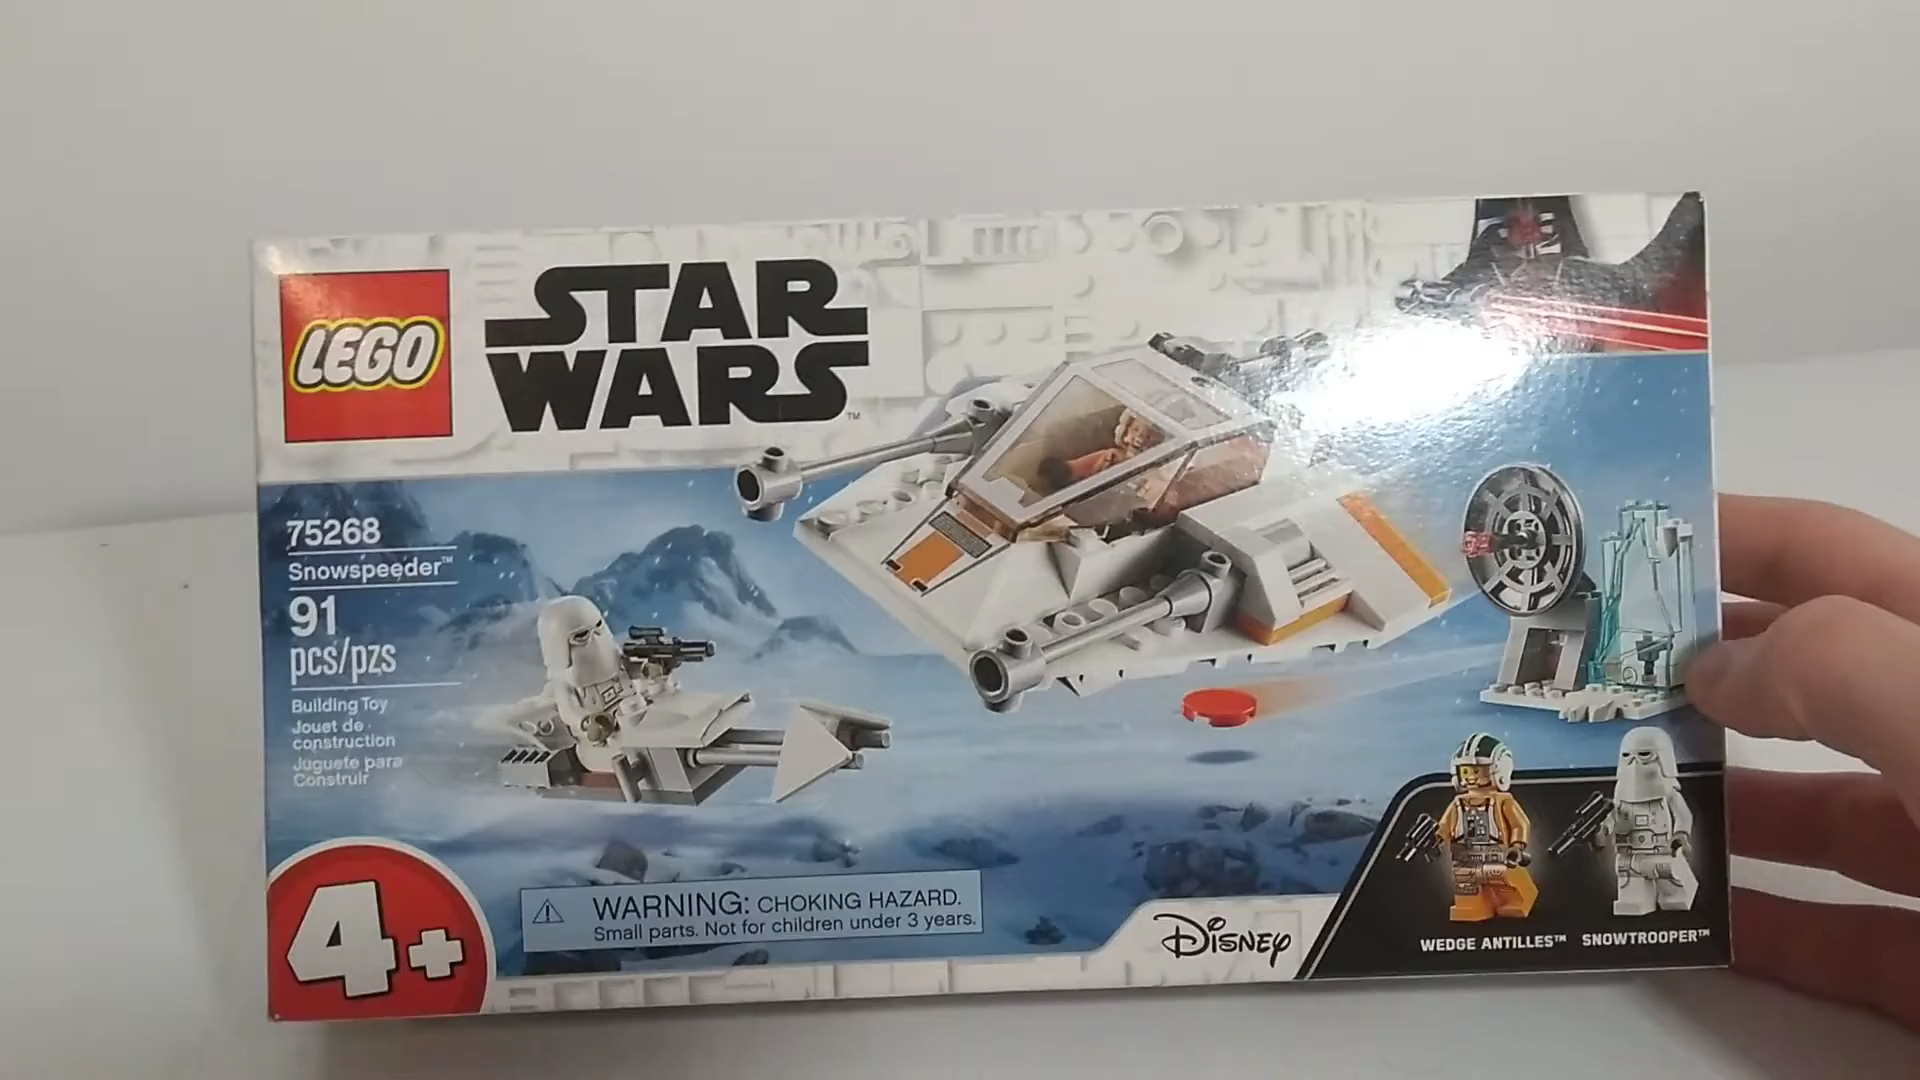 LEGO
STAR
WARS™
75268
Snowspeeder™
91
pcs/pzs
Building Toy
Jouet de
construction
Juguete para
Construir
4+
WARNING: CHOKING HAZARD.
Small parts. Not for children under 3 years.
Disney
WEDGE ANTILLES™ SNOWTROOPER™